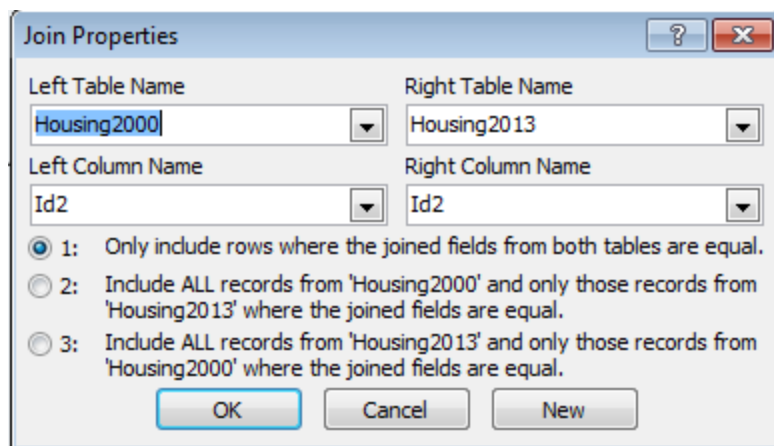 Join Properties
?
Left Table Name Right Table Name
Housing2000 Housing2013
Left Column Name Right Column Name
Id2 Id2
1: Only include rows where the joined fields from both tables are equal.
2: Include ALL records from 'Housing2000' and only those records from
'Housing2013' where the joined fields are equal.
3: Include ALL records from 'Housing2013' and only those records from
'Housing2000' where the joined fields are equal.
OK Cancel New